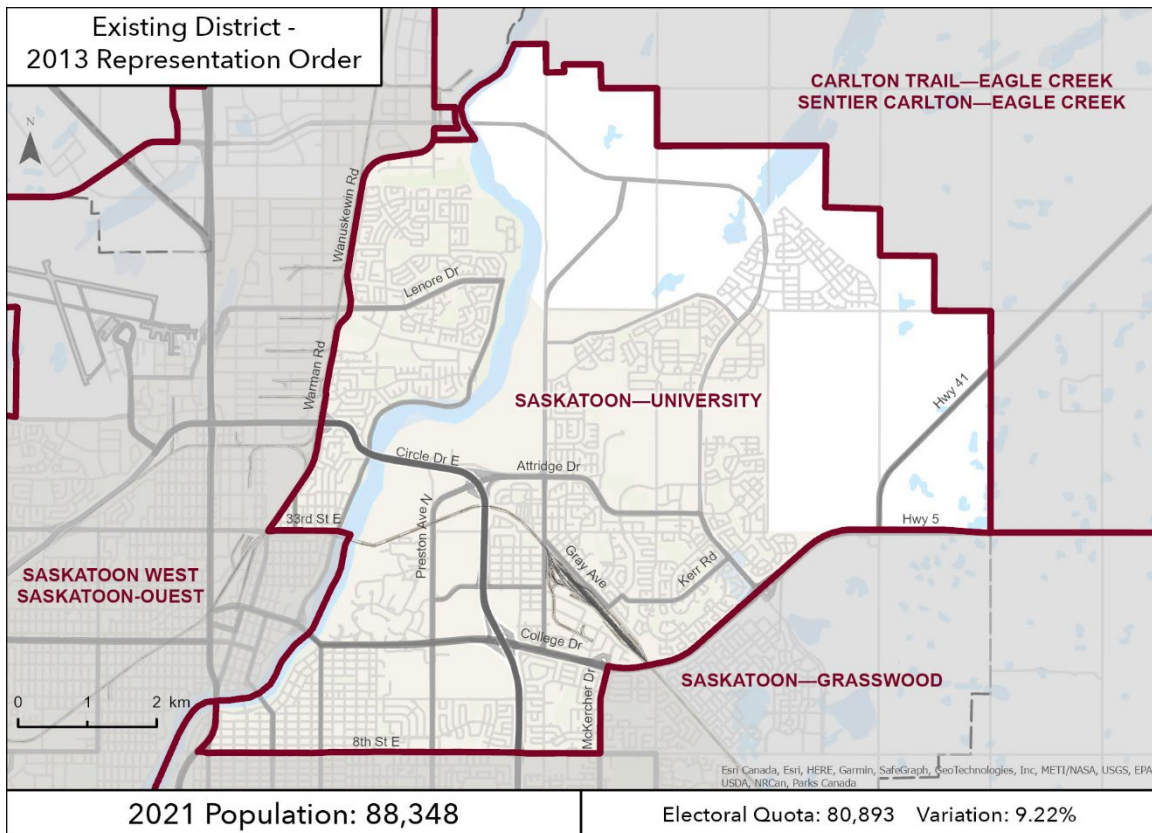 Existing District -
2013 Representation Order
CARLTON TRAIL—EAGLE CREEK
SENTIER CARLTON—EAGLE CREEK
N
Wanuskewin Rd
Lenore Dr
Warman Rd
SASKATOON—UNIVERSITY
Hwy 41
Circle Dr E
Attridge Dr
Preston Ave N
33rd St E
Hwy 5
Gray Ave
Kerr Rd
SASKATOON WEST
SASKATOON-OUEST
College Dr
McKercher Dr
SASKATOON—GRASSWOOD
0 1 2 km
8th St E
Esri Canada, Esri, HERE, Garmin, SafeGraph, GeoTechnologies, Inc, METI/NASA, USGS, EPA,
USDA, NRCan, Parks Canada
2021 Population: 88,348
Electoral Quota: 80,893 Variation: 9.22%